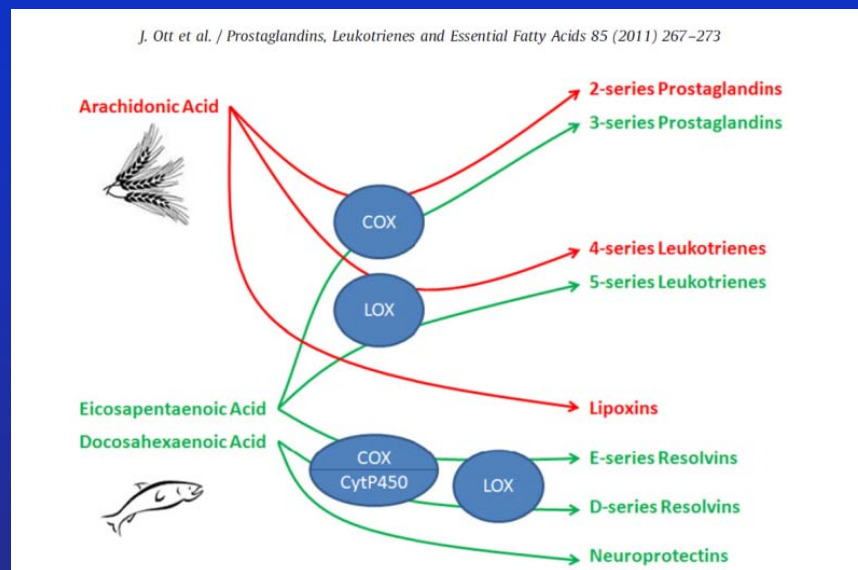 J. Ott et al. / Prostaglandins, Leukotrienes and Essential Fatty Acids 85 (2011) 267–273
Arachidonic Acid
2-series Prostaglandins
3-series Prostaglandins
COX
4-series Leukotrienes
5-series Leukotrienes
LOX
Lipoxins
Eicosapentaenoic Acid
Docosahexaenoic Acid
COX
CytP450
LOX
E-series Resolvins
D-series Resolvins
Neuroprotectins